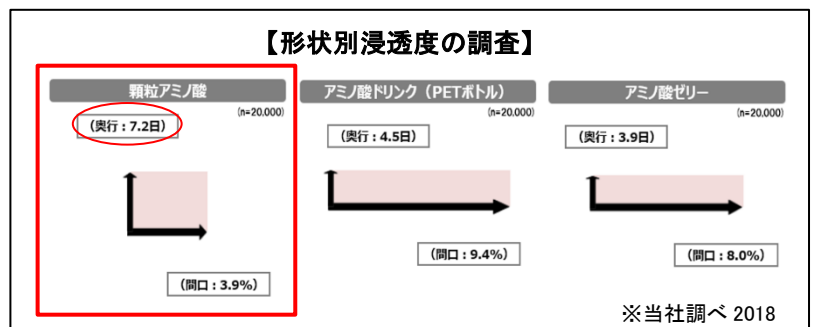 【形状別浸透度の調査】
顆粒アミノ酸
(n=20,000)
（奥行：7.2日）
（間口：3.9%）
アミノ酸ドリンク（PETボトル）
(n=20,000)
（奥行：4.5日）
（間口：9.4%）
アミノ酸ゼリー
(n=20,000)
（奥行：3.9日）
（間口：8.0%）
※当社調べ 2018